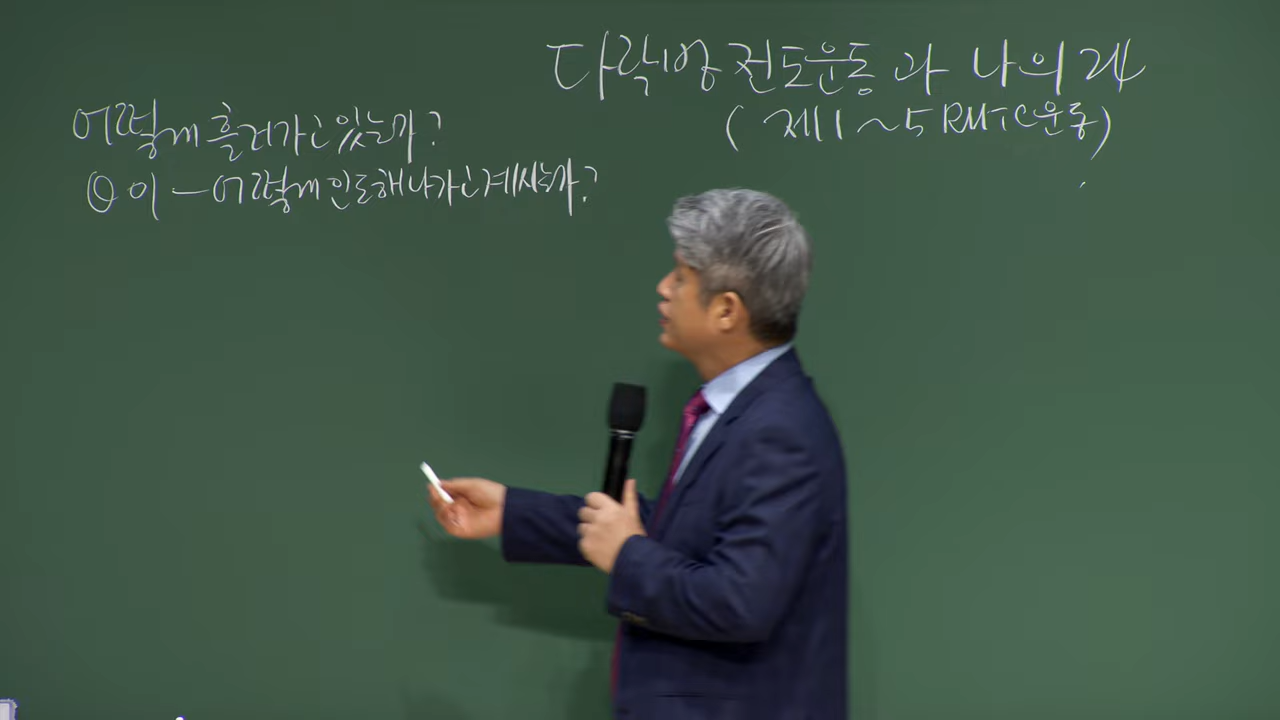 다락방 전도운동과 나의 24
(제1~5 RUTC운동)
어떻게 흘러가고 있는가?
이 - 어떻게 인도해 나가고 계시는가?